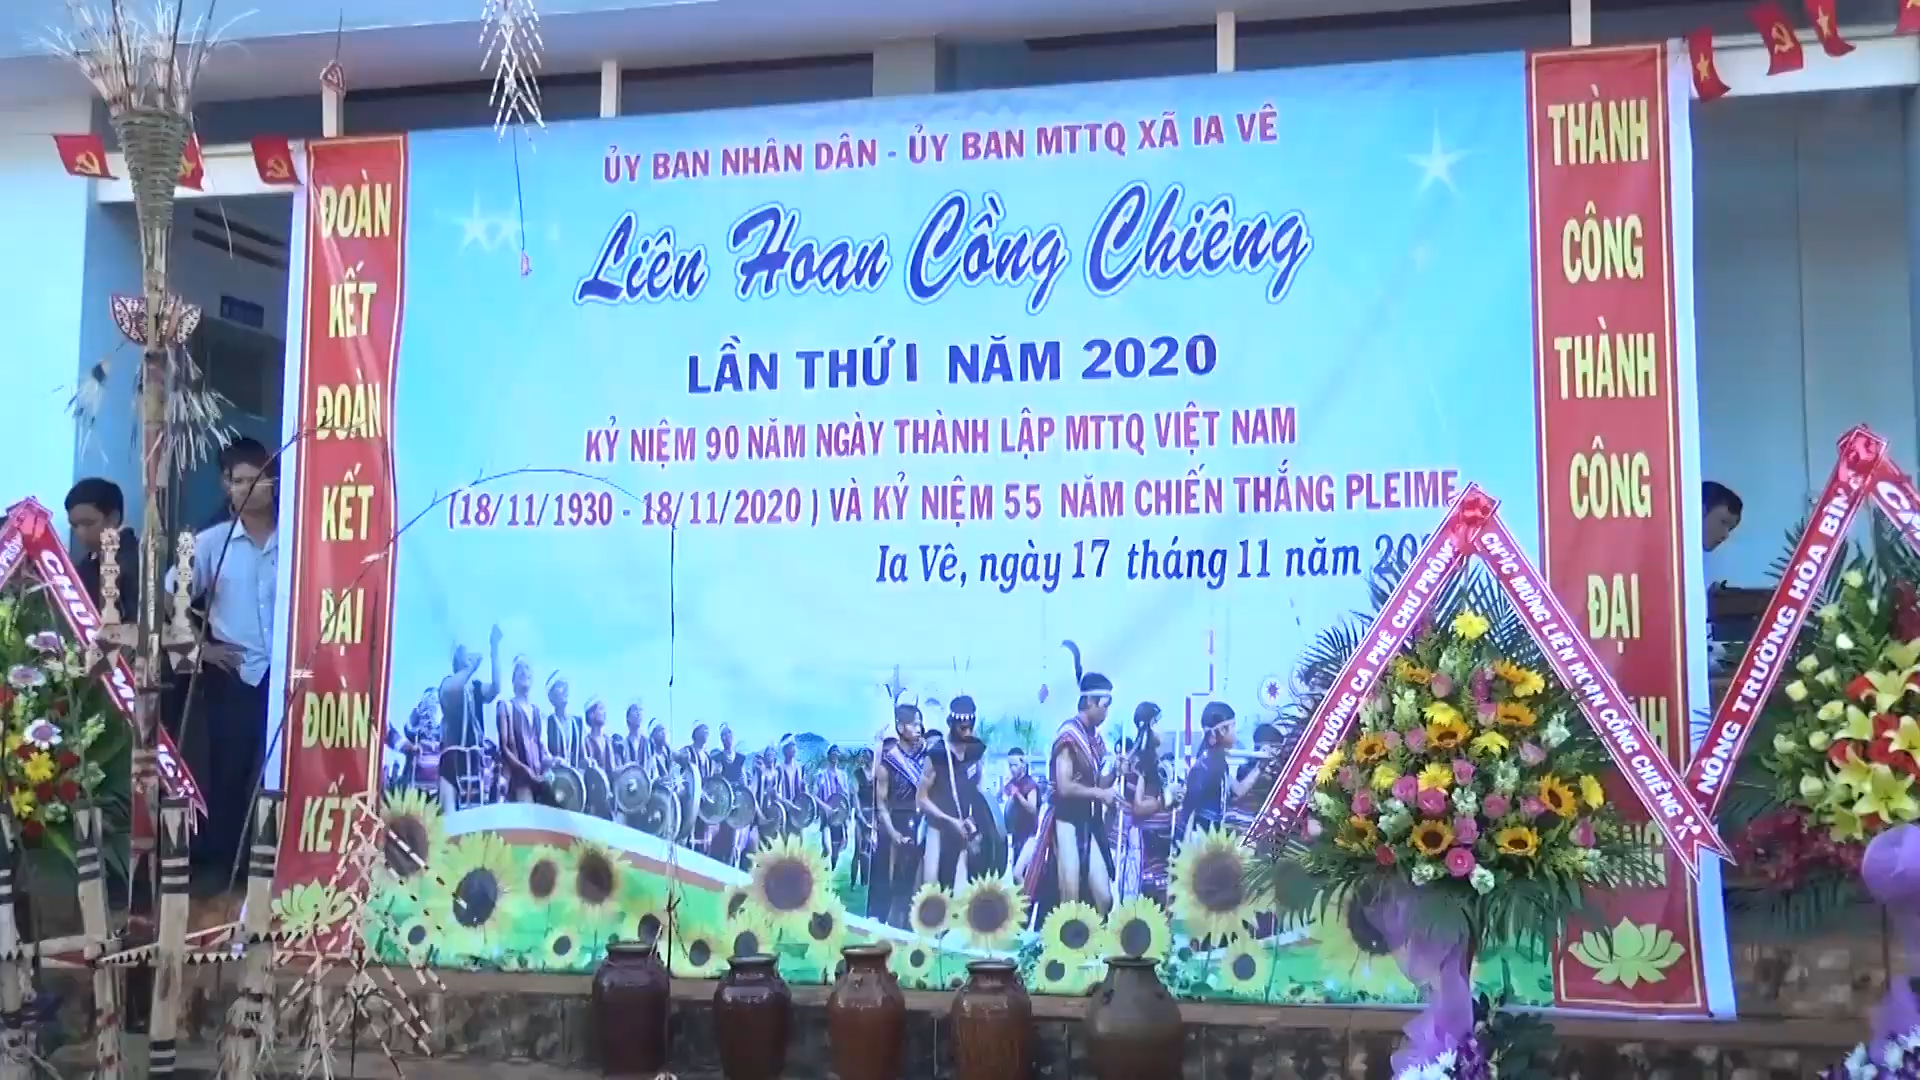 ỦY BAN NHÂN DÂN - ỦY BAN MTTQ XÃ IA VÊ
Liên Hoan Cồng Chiêng
LẦN THỨ I NĂM 2020
KỶ NIỆM 90 NĂM NGÀY THÀNH LẬP MTTQ VIỆT NAM
(18/11/1930 - 18/11/2020 ) VÀ KỶ NIỆM 55 NĂM CHIẾN THẮNG PLEIME
Ia Vê, ngày 17 tháng 11 năm
ĐOÀN
KẾT
ĐOÀN
KẾT
ĐẠI
ĐOÀN
KẾT
THÀNH
CÔNG
THÀNH
CÔNG
ĐẠI
NÔNG TRƯỜNG CA PHÊ CHƯ PRÔNG
CHÚC MỪNG LIÊN HOAN CỒNG CHIÊNG
NÔNG TRƯỜNG HÒA BÌNH